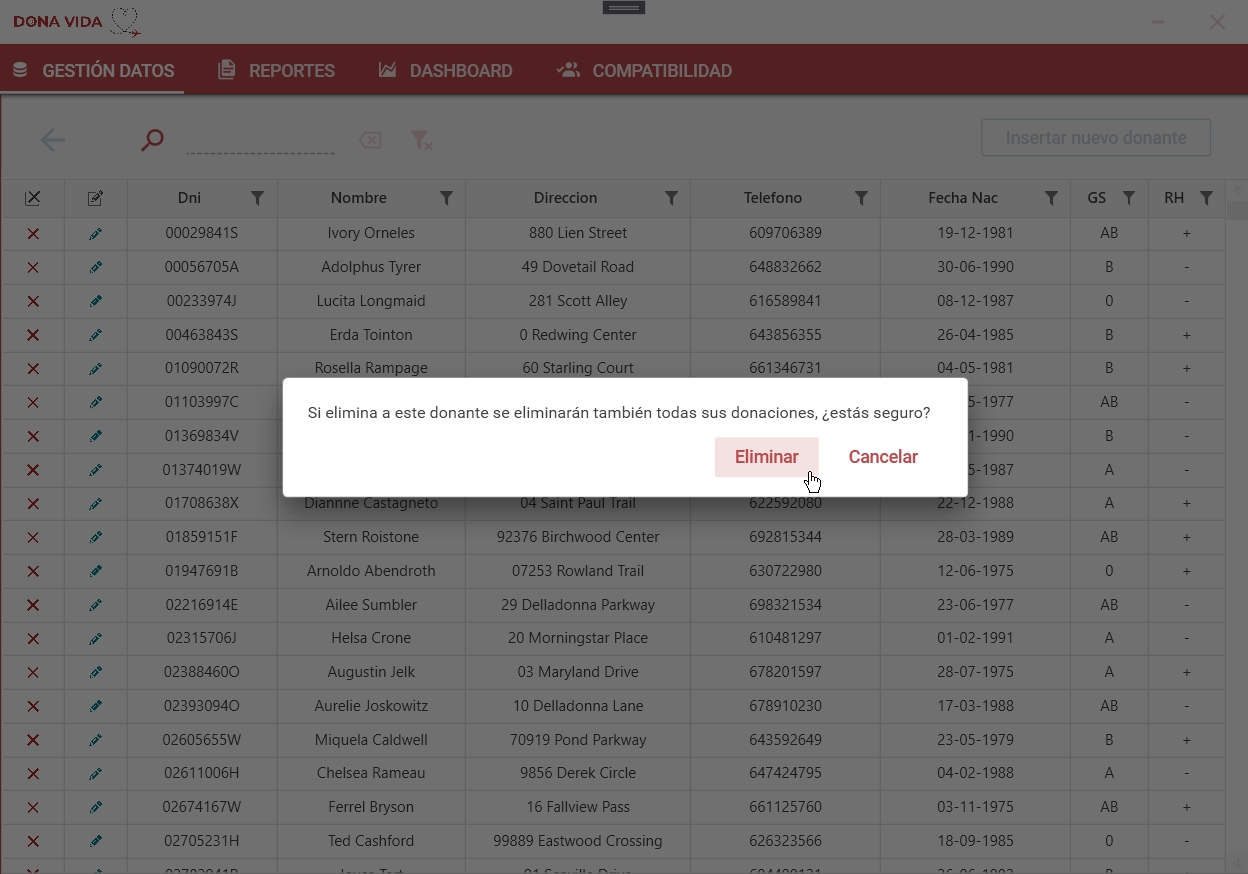 DONA VIDA
GESTIÓN DATOS REPORTES DASHBOARD COMPATIBILIDAD
Insertar nuevo donante
Dni Nombre Direccion Telefono Fecha Nac GS RH
00029841S Ivory Orneles 880 Lien Street 609706389 19-12-1981 AB +
00056705A Adolphus Tyrer 49 Dovetail Road 648832662 30-06-1990 B -
00233974J Lucita Longmaid 281 Scott Alley 616589841 08-12-1987 0 -
00463843S Erda Tointon 0 Redwing Center 643856355 26-04-1985 B +
01090072R Rosella Rampage 60 Starling Court 661346731 04-05-1981 B +
01103997C 5-1977 AB -
Si elimina a este donante se eliminarán también todas sus donaciones, ¿estás seguro?
01369834V 1-1990 B -
Eliminar Cancelar
01374019W 5-1987 A -
01708638X Diannne Castagneto 04 Saint Paul Trail 622592080 22-12-1988 A +
01859151F Stern Roistone 92376 Birchwood Center 692815344 28-03-1989 AB +
01947691B Arnoldo Abendroth 07253 Rowland Trail 630722980 12-06-1975 0 +
02216914E Ailee Sumbler 29 Delladonna Parkway 698321534 23-06-1977 AB -
02315706J Helsa Crone 20 Morningstar Place 610481297 01-02-1991 A -
02388460O Augustin Jelk 03 Maryland Drive 678201597 28-07-1975 A +
02393094O Aurelie Joskowitz 10 Delladonna Lane 678910230 17-03-1988 AB -
02605655W Miquela Caldwell 70919 Pond Parkway 643592649 23-05-1979 B +
02611006H Chelsea Rameau 9856 Derek Circle 647424795 04-02-1988 A -
02674167W Ferrel Bryson 16 Fallview Pass 661125760 03-11-1975 AB +
02705231H Ted Cashford 99889 Eastwood Crossing 626323566 18-09-1985 0 -